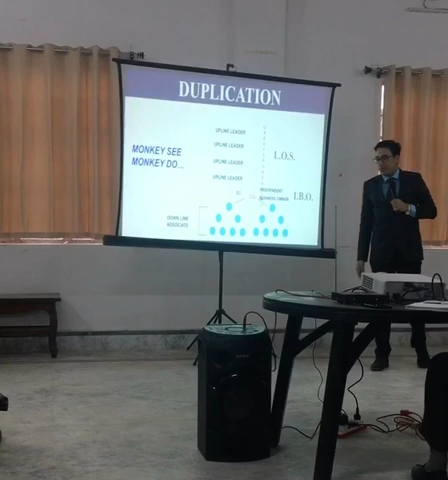 DUPLICATION
UPLINE LEADER
UPLINE LEADER
MONKEY SEE
MONKEY DO...
L.O.S.
UPLINE LEADER
UPLINE LEADER
INDEPENDENT
BUSINESS OWNER
I.B.O.
DOWN LINE
ASSOCIATE